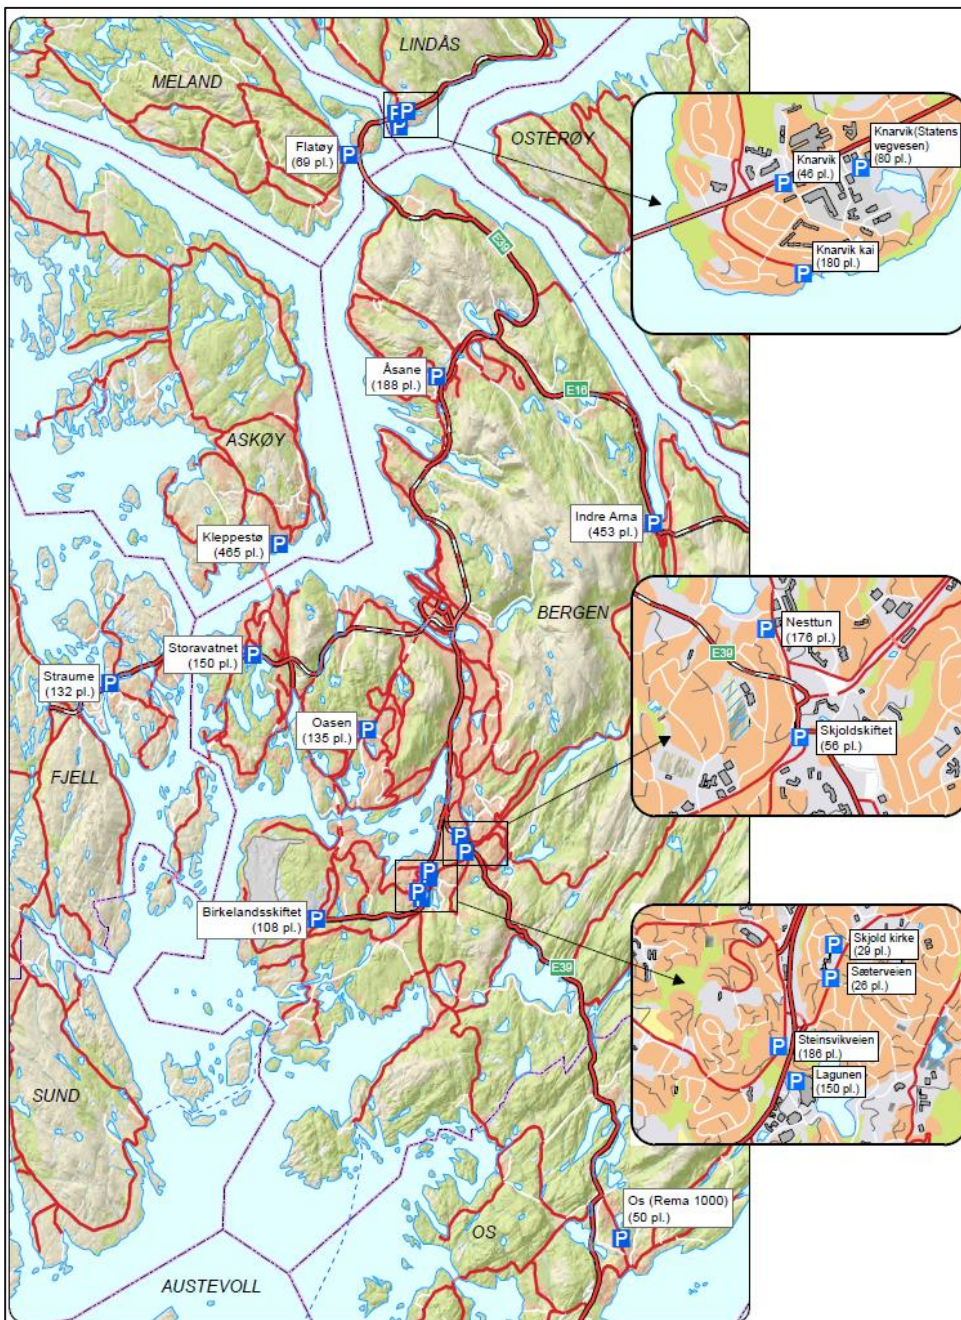 LINDÅS
MELAND
Flatøy
(69 pl.)
P
P
P
P
OSTERØY
E39
Åsane
(188 pl.)
P
E16
ASKØY
Kleppestø
(465 pl.)
P
Indre Arna
(453 pl.)
P
BERGEN
Storavatnet
(150 pl.)
P
Straume
(132 pl.)
P
Oasen
(135 pl.)
P
FJELL
P
P
P
P
Birkelandsskiftet
(108 pl.)
P
E39
SUND
Os (Rema 1000)
(50 pl.)
P
OS
AUSTEVOLL
Knarvik
(46 pl.)
P
Knarvik(Statens
vegvesen)
(80 pl.)
P
Knarvik kai
(180 pl.)
P
Nesttun
(176 pl.)
P
E39
Skjoldskiftet
(56 pl.)
P
Skjold kirke
(29 pl.)
P
Sæterveien
(26 pl.)
P
Steinsvikveien
(186 pl.)
P
Lagunen
(150 pl.)
P